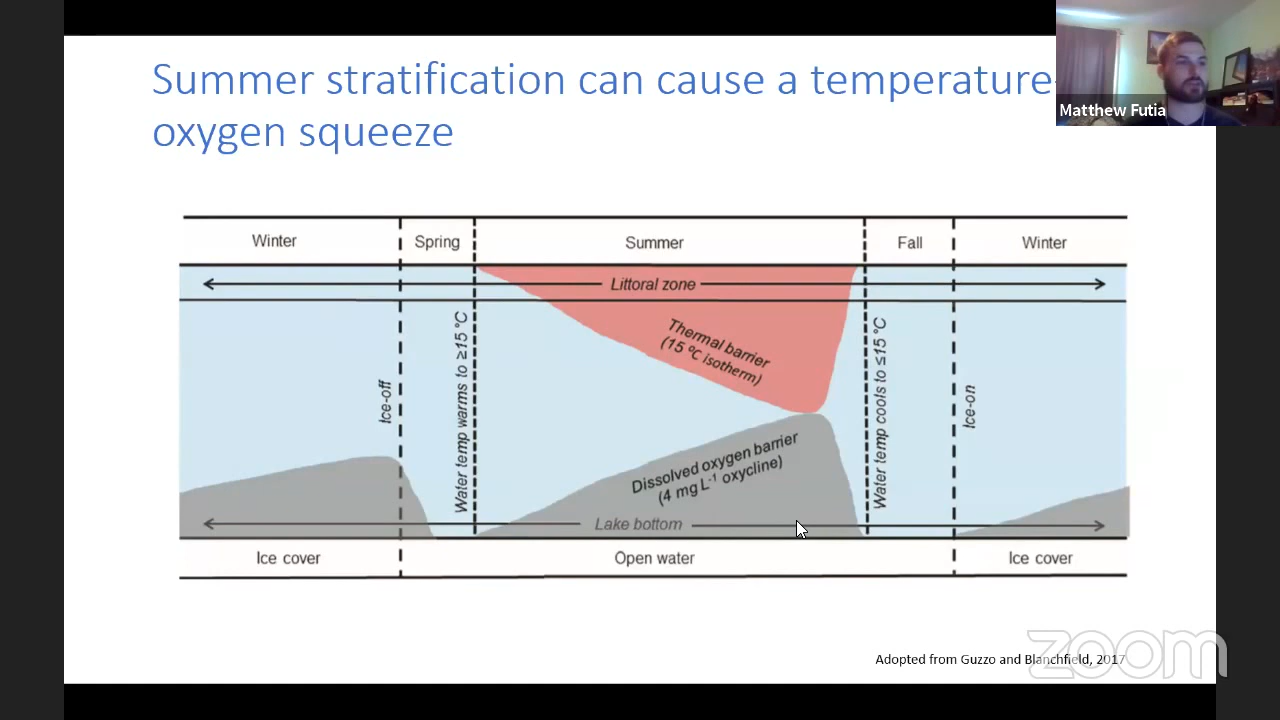 Summer stratification can cause a temperature-
oxygen squeeze
Matthew Futia
Winter
Spring
Summer
Fall
Winter
Littoral zone
Thermal barrier
(15 ºC isotherm)
Ice-off
Water temp warms to ≥15 °C
Water temp cools to ≤15 °C
Ice-on
Dissolved oxygen barrier
(4 mg L-1 oxycline)
Lake bottom
Ice cover
Open water
Ice cover
Adopted from Guzzo and Blanchfield, 2017
zoom